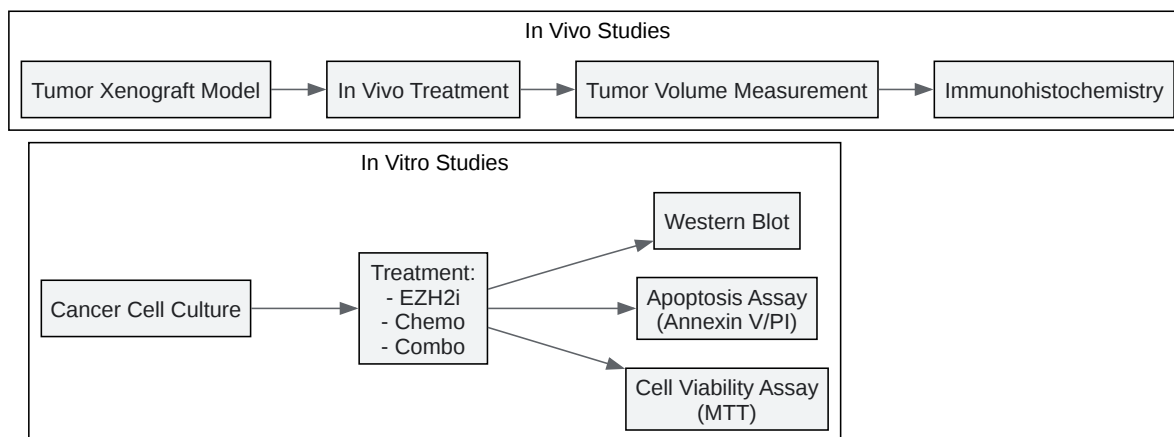 In Vivo Studies
Tumor Xenograft Model
In Vivo Treatment
Tumor Volume Measurement
Immunohistochemistry
In Vitro Studies
Cancer Cell Culture
Treatment:
- EZH2i
- Chemo
- Combo
Western Blot
Apoptosis Assay
(Annexin V/PI)
Cell Viability Assay
(MTT)